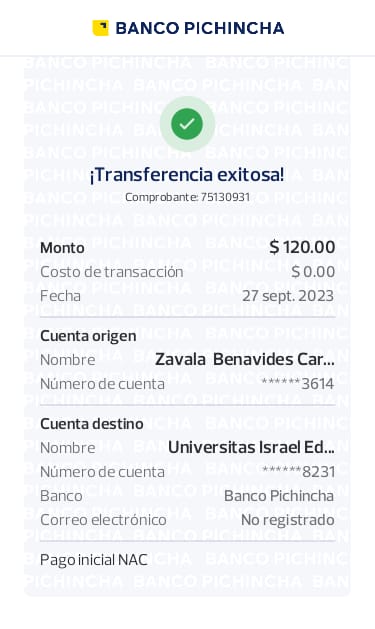 BANCO PICHINCHA
¡Transferencia exitosa!
Comprobante: 75130931
Monto $ 120.00
Costo de transacción $ 0.00
Fecha 27 sept. 2023
Cuenta origen
Nombre Zavala Benavides Car...
Número de cuenta ******3614
Cuenta destino
Nombre Universitas Israel Ed...
Número de cuenta ******8231
Banco Banco Pichincha
Correo electrónico No registrado
Pago inicial NAC